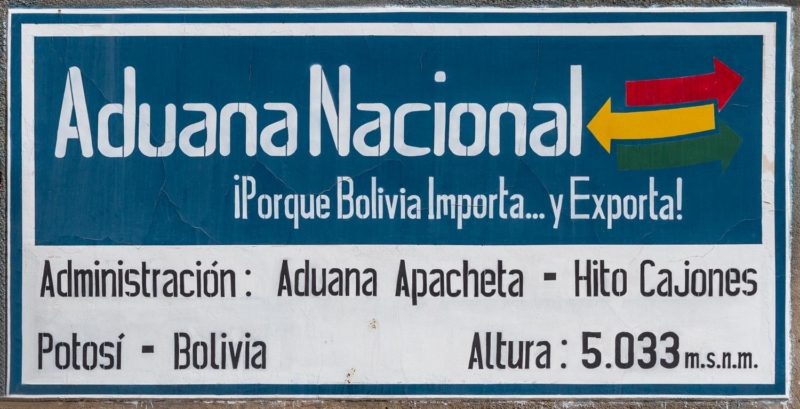 Aduana Nacional
¡Porque Bolivia Importa... y Exporta!
Administración: Aduana Apacheta - Hito Cajones
Potosí - Bolivia Altura: 5.033 m.s.n.m.